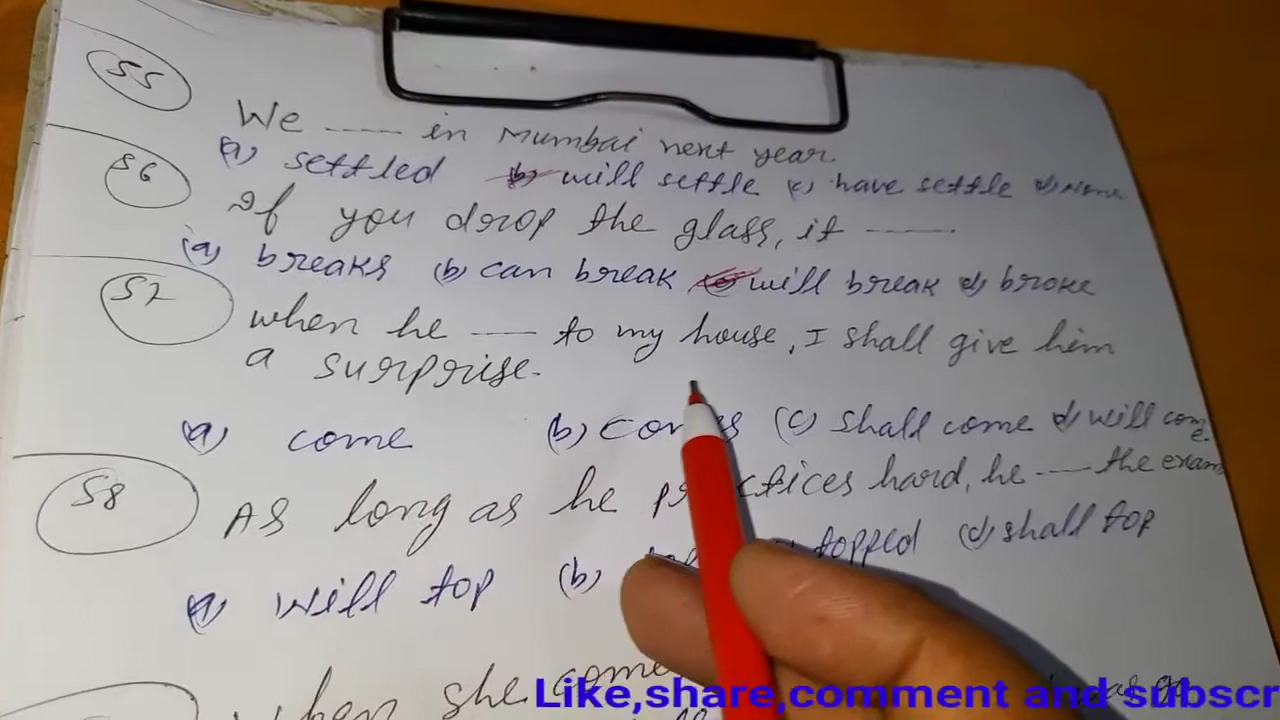 55
We ---- in Mumbai next year.
(a) settled (b) will settle (c) have settle (d) None
56
If you drop the glass, it ----.
(a) breaks (b) can break (c) will break (d) broke
57
when he ---- to my house, I shall give him
a surprise.
(a) come (b) comes (c) shall come (d) will come
58
As long as he practices hard, he ---- the exam
(a) will top (b) topped (d) shall top
when she come
Like,share,comment and subscr